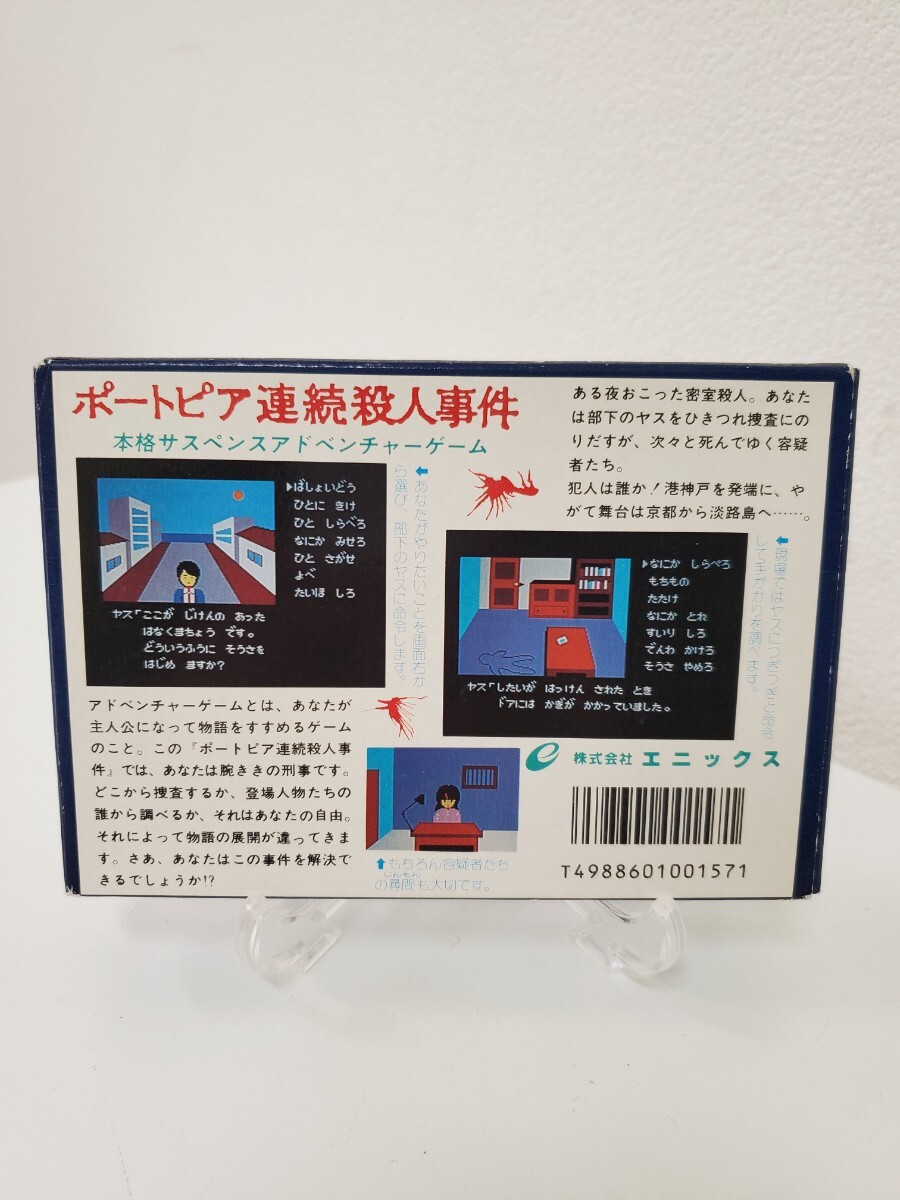 ポートピア連続殺人事件
本格サスペンスアドベンチャーゲーム
ある夜おこった密室殺人。あなた
は部下のヤスをひきつれ捜査にの
りだすが、次々と死んでゆく容疑
者たち。
犯人は誰か！港神戸を発端に、や
がて舞台は京都から淡路島へ……。
▶ばしょいどう
ひとに きけ
ひと しらべろ
なにか みせろ
ひと さがせ
よべ
たいほ しろ
ヤス「ここが じけんの あった
はなくまちょう です。
どういうふうに そうさを
はじめ ますか?
⬅あなたがやりたいことを画面右か
ら選び、部下のヤスに命令します。
▶なにか しらべろ
もちもの
たたけ
なにか とれ
すいり しろ
でんわ かけろ
そうさ やめろ
ヤス「したいが はっけん された とき
ドアには かぎが かかっていました。
⬅現場ではヤスにつぎつぎと命令
して手がかりを調べます。
アドベンチャーゲームとは、あなたが
主人公になって物語をすすめるゲーム
のこと。この『ポートピア連続殺人事
件』では、あなたは腕ききの刑事です。
どこから捜査するか、登場人物たちの
誰から調べるか、それはあなたの自由。
それによって物語の展開が違ってきま
す。さあ、あなたはこの事件を解決で
きるでしょうか!?
⬆もちろん容疑者たち
じんもん
の尋問も大切です。
e 株式会社 エニックス
T4988601001571